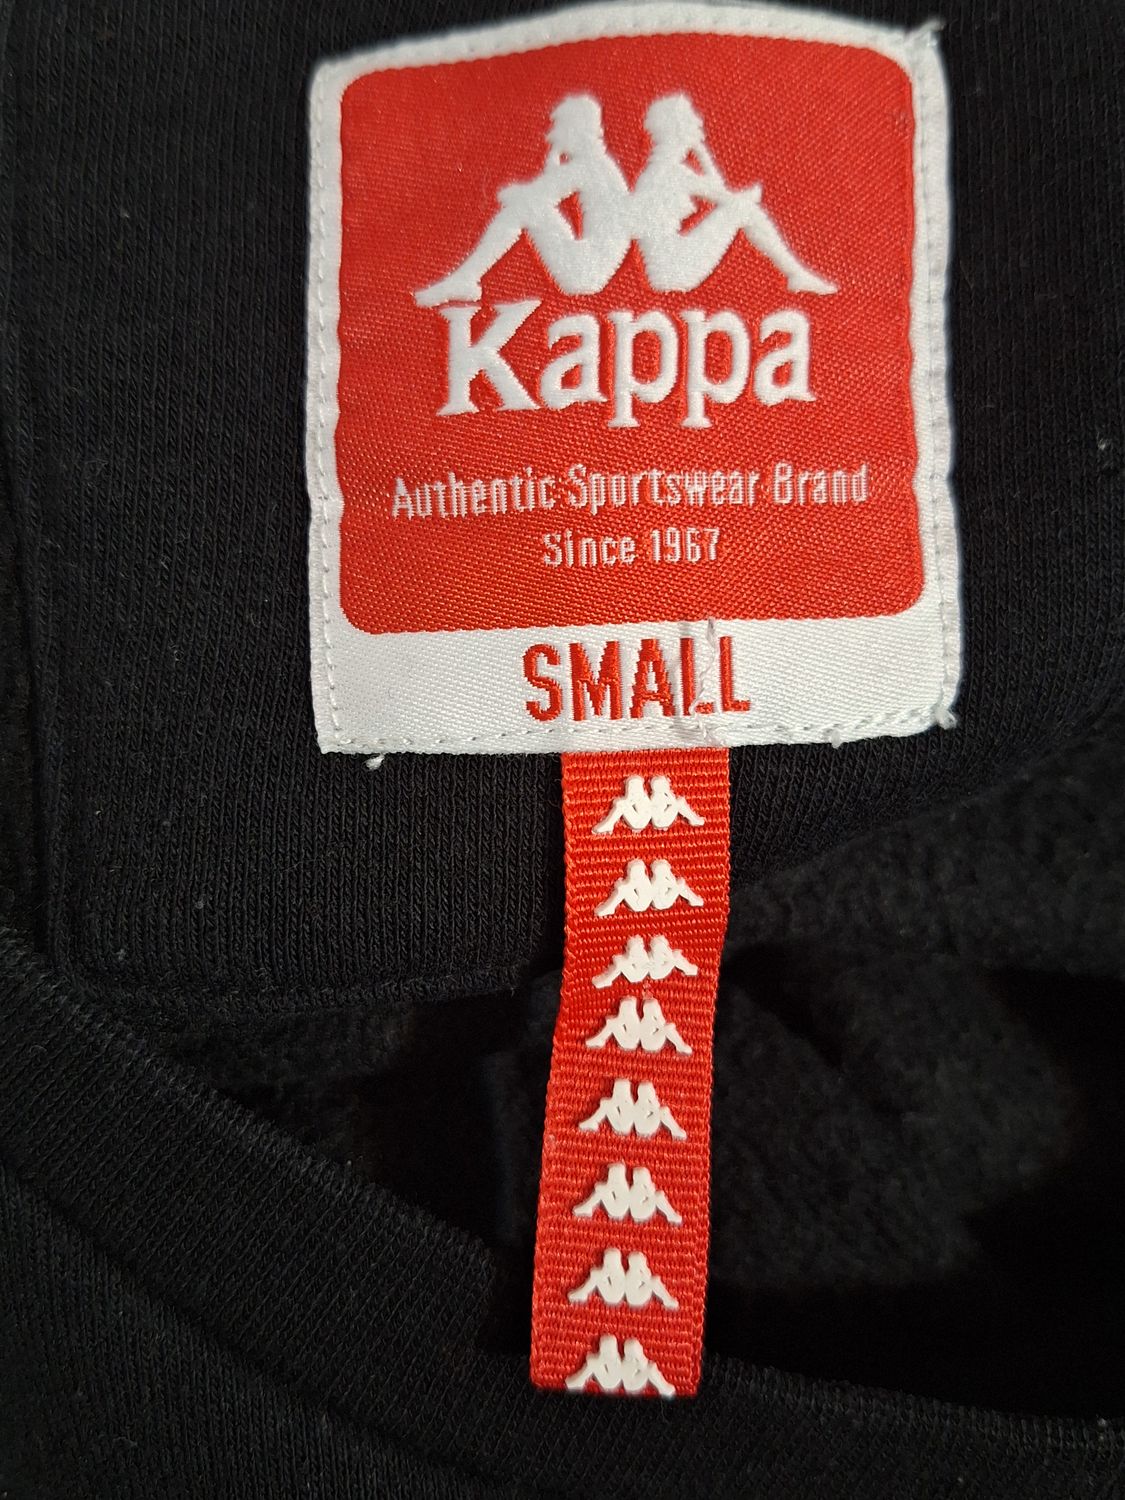 Kappa
Authentic Sportswear Brand
Since 1967
SMALL